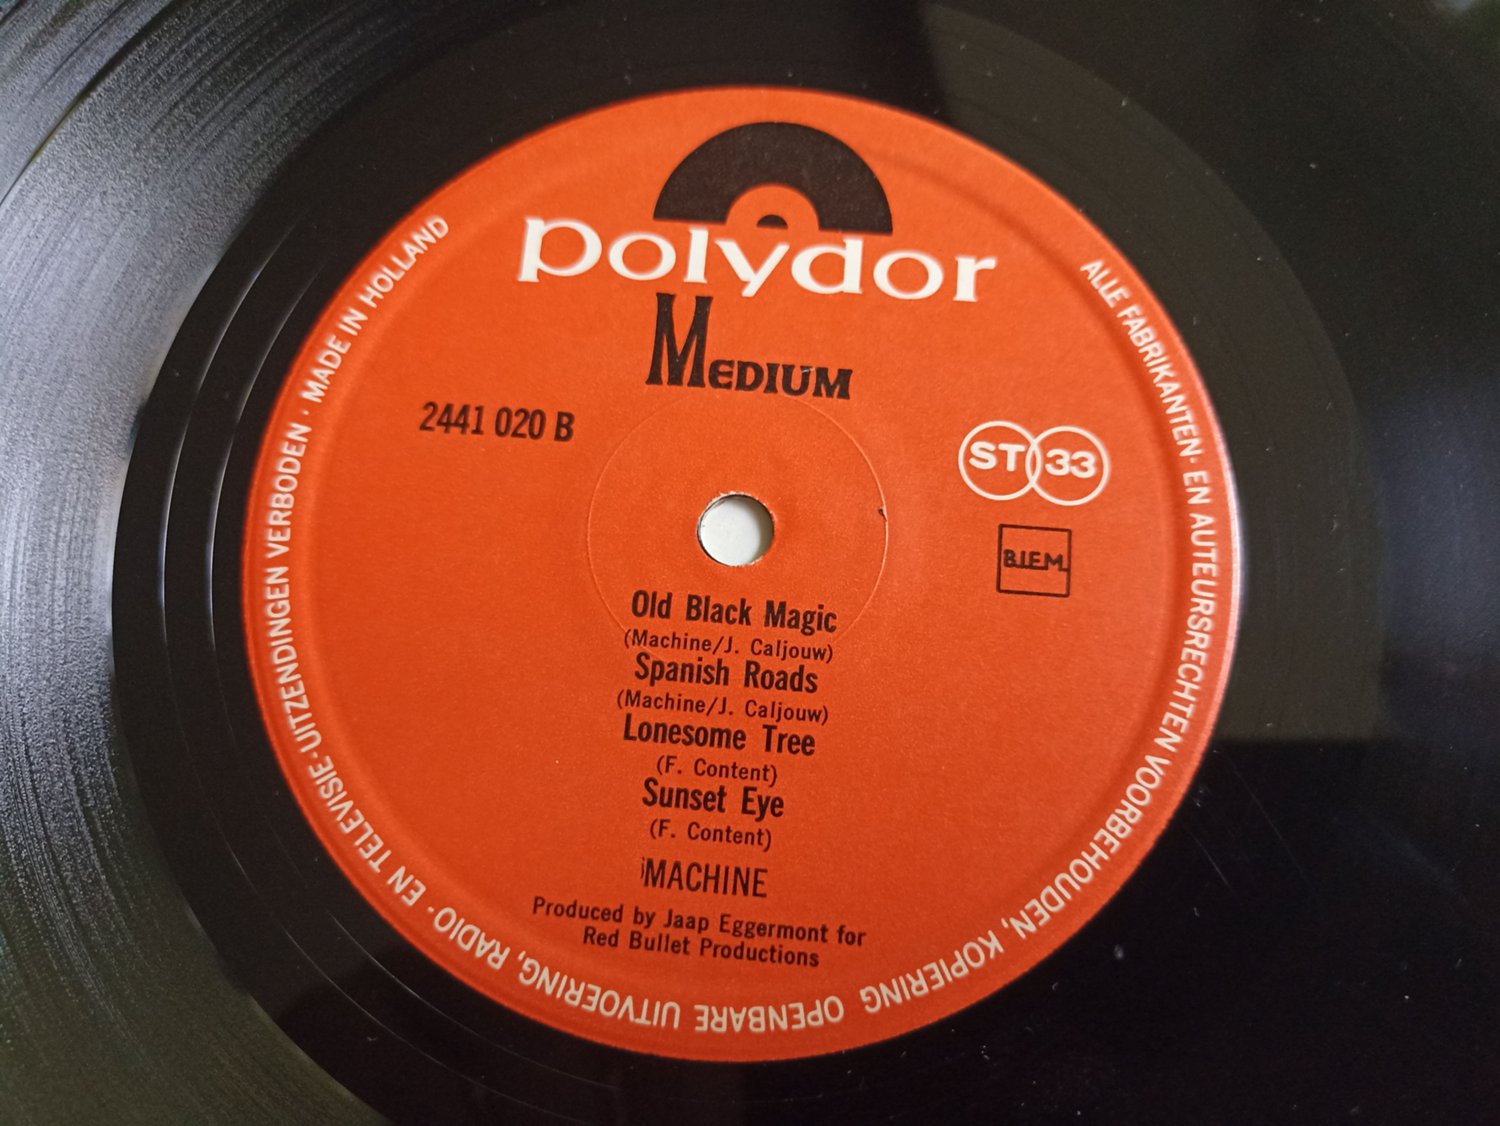 polydor
MEDIUM
2441 020 B
ST 33
B.I.E.M.
Old Black Magic
(Machine/J. Caljouw)
Spanish Roads
(Machine/J. Caljouw)
Lonesome Tree
(F. Content)
Sunset Eye
(F. Content)
MACHINE
Produced by Jaap Eggermont for
Red Bullet Productions
ALLE FABRIKANTEN· EN AUTEURSRECHTEN VOORBEHOUDEN, KOPIERING OPENBARE UITVOERING, RADIO· EN TELEVISIE·UITZENDINGEN VERBODEN · MADE IN HOLLAND